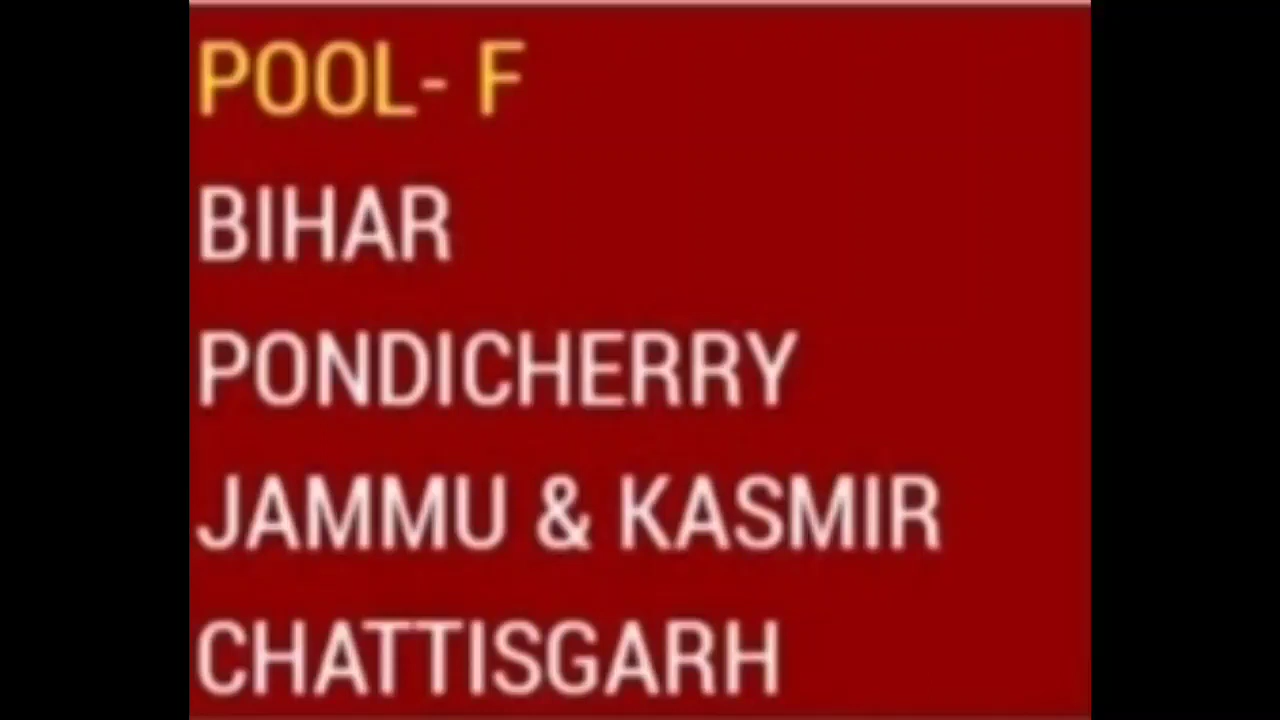 POOL- F
BIHAR
PONDICHERRY
JAMMU & KASMIR
CHATTISGARH